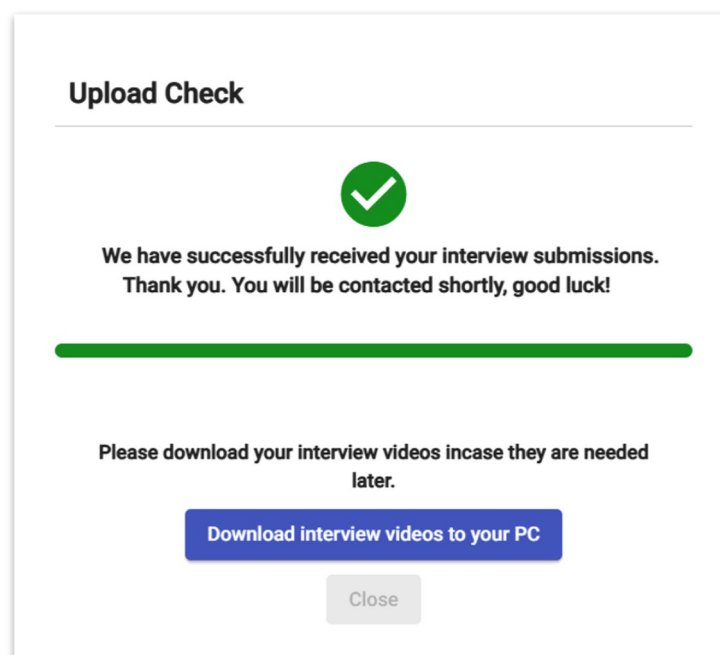 Upload Check
We have successfully received your interview submissions.
Thank you. You will be contacted shortly, good luck!
Please download your interview videos incase they are needed
later.
Download interview videos to your PC
Close